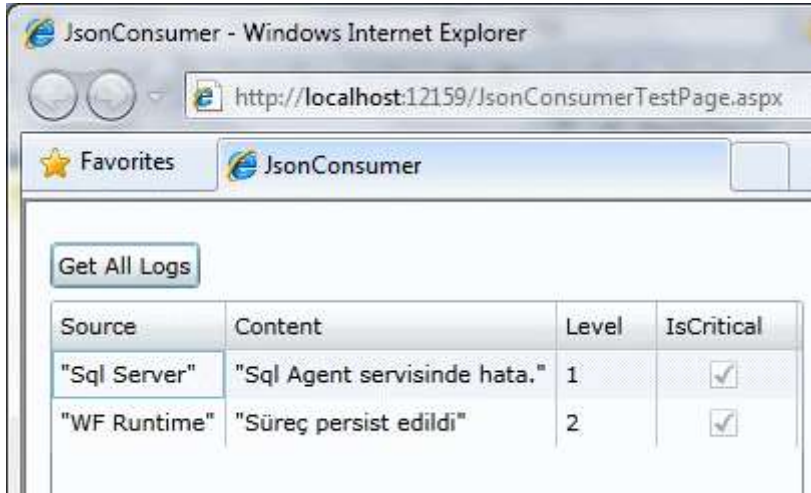 JsonConsumer - Windows Internet Explorer
http://localhost:12159/JsonConsumerTestPage.aspx
Favorites JsonConsumer
Get All Logs
Source Content Level IsCritical
"Sql Server" "Sql Agent servisinde hata." 1
"WF Runtime" "Süreç persist edildi" 2